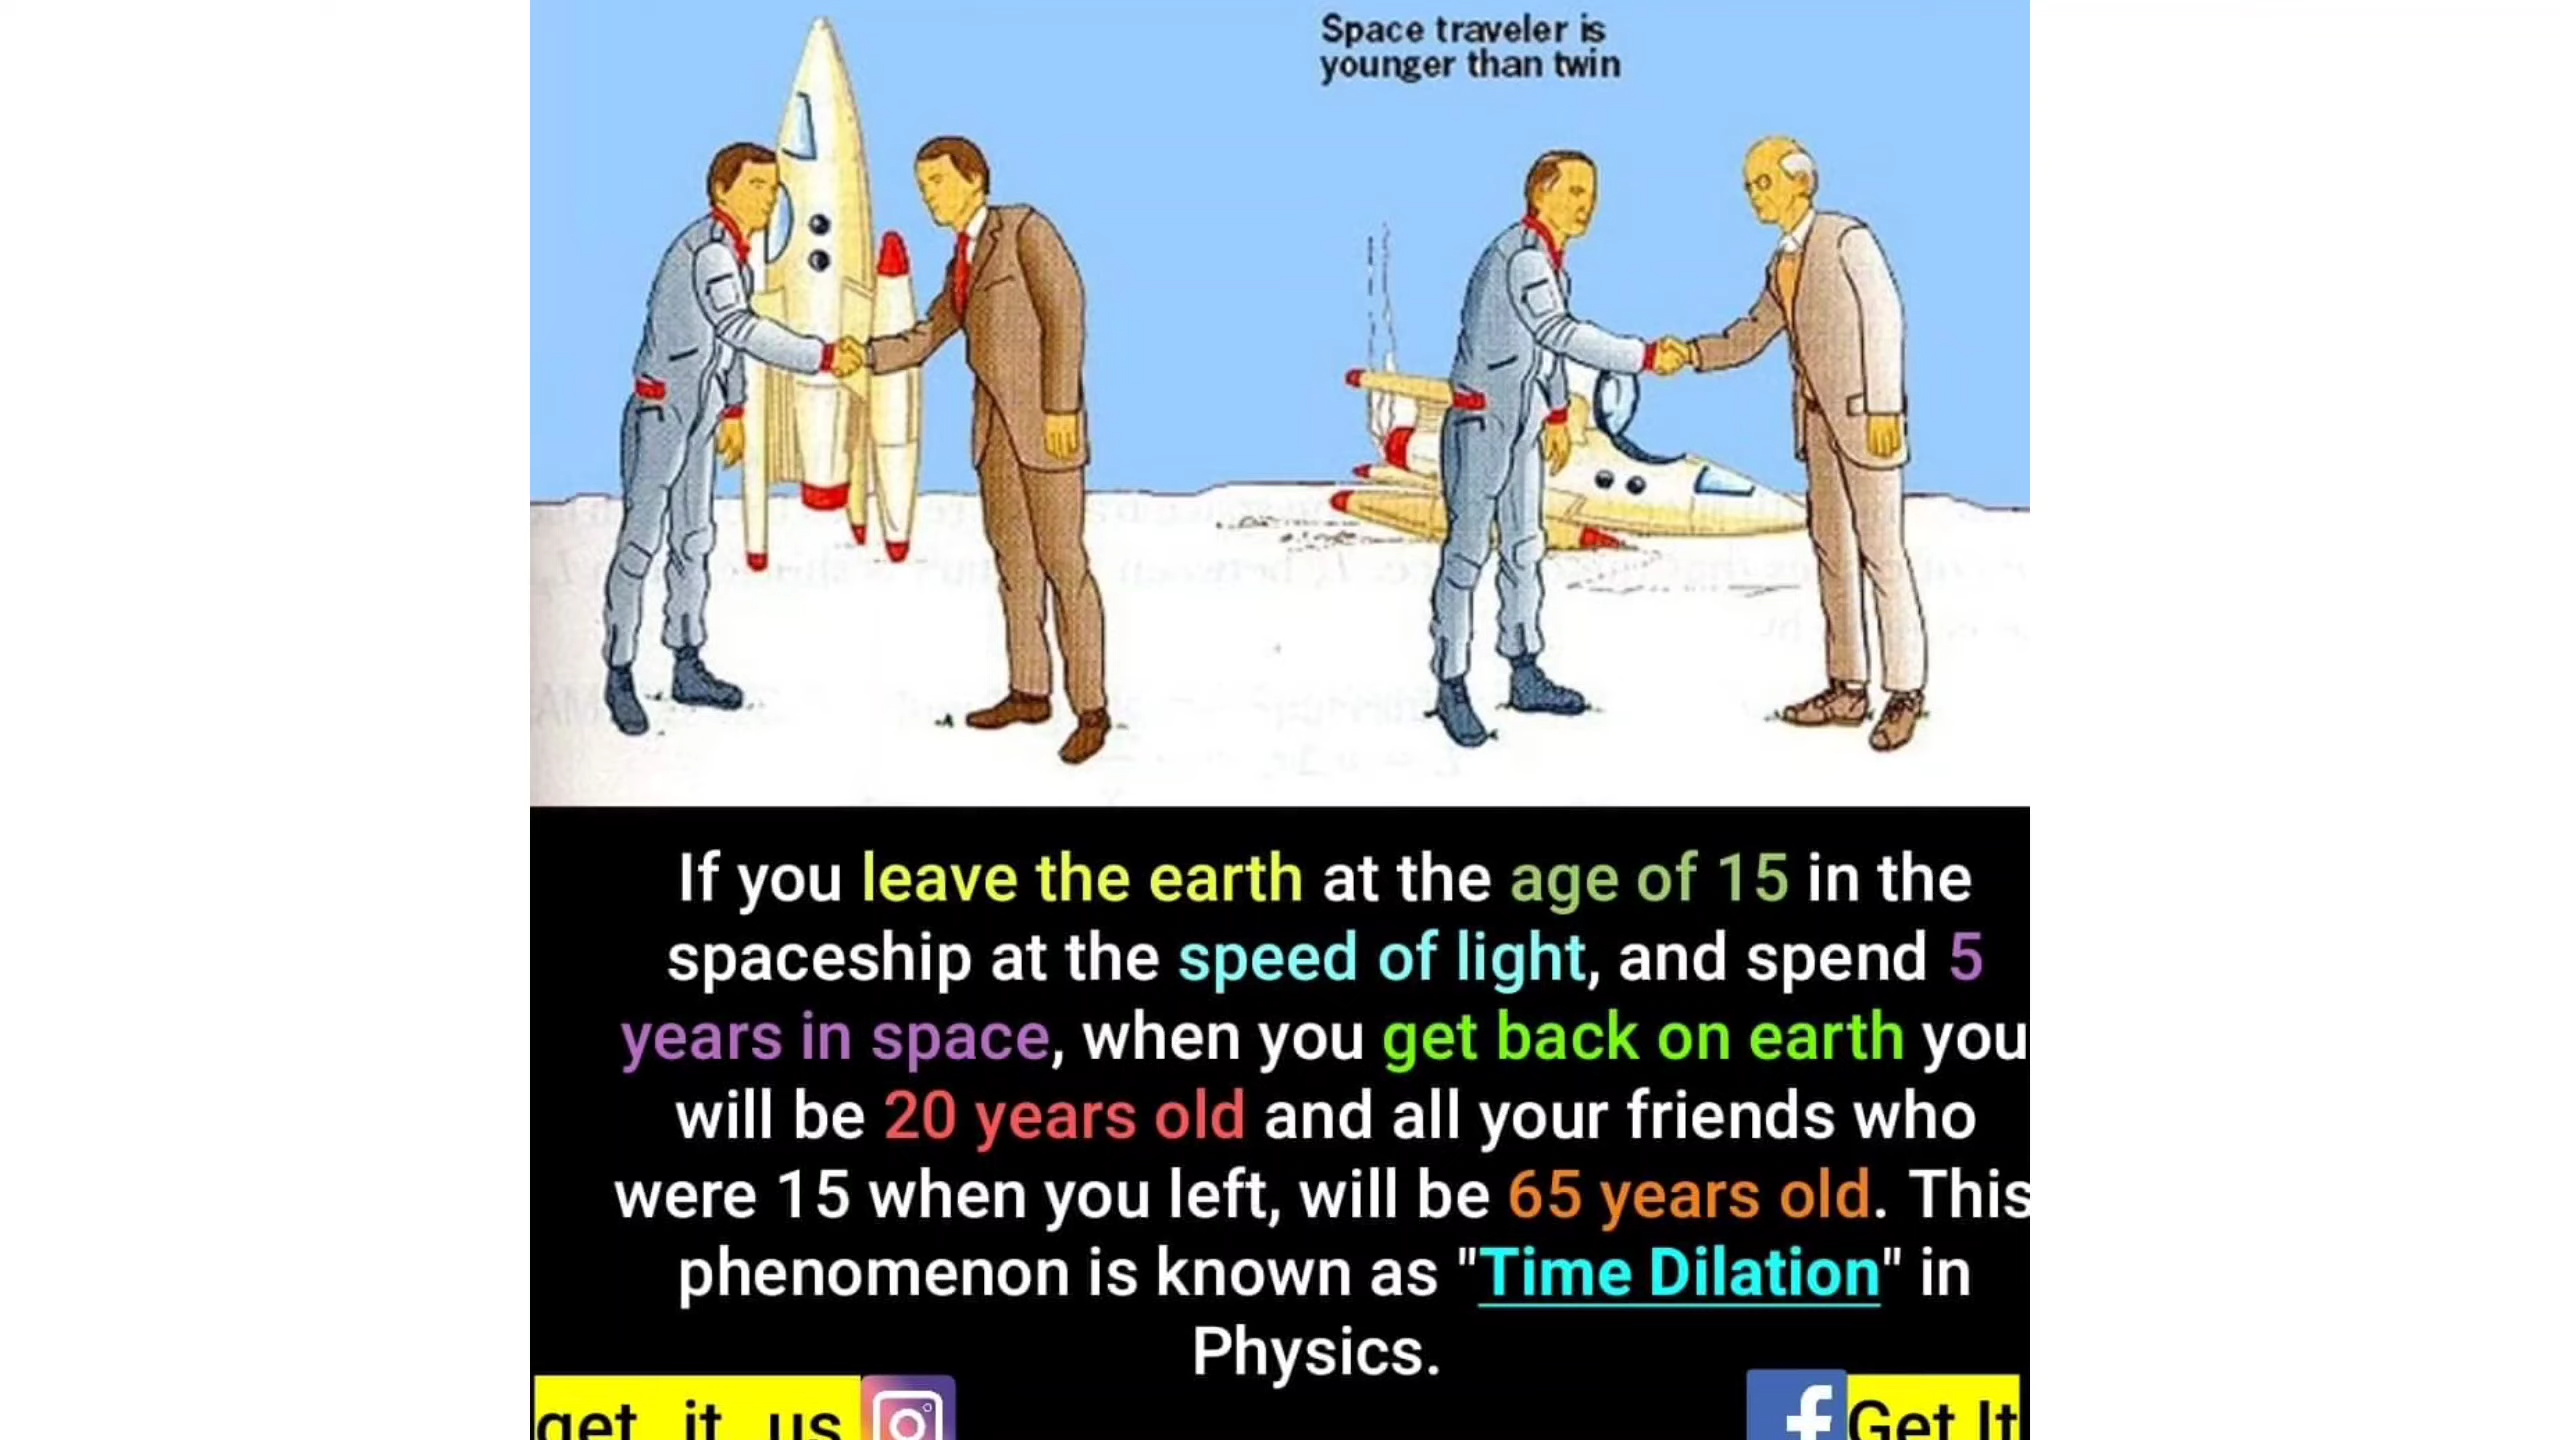 Space traveler is
younger than twin
If you leave the earth at the age of 15 in the
spaceship at the speed of light, and spend 5
years in space, when you get back on earth you
will be 20 years old and all your friends who
were 15 when you left, will be 65 years old. This
phenomenon is known as "Time Dilation" in
Physics.
get_it_us
Get It